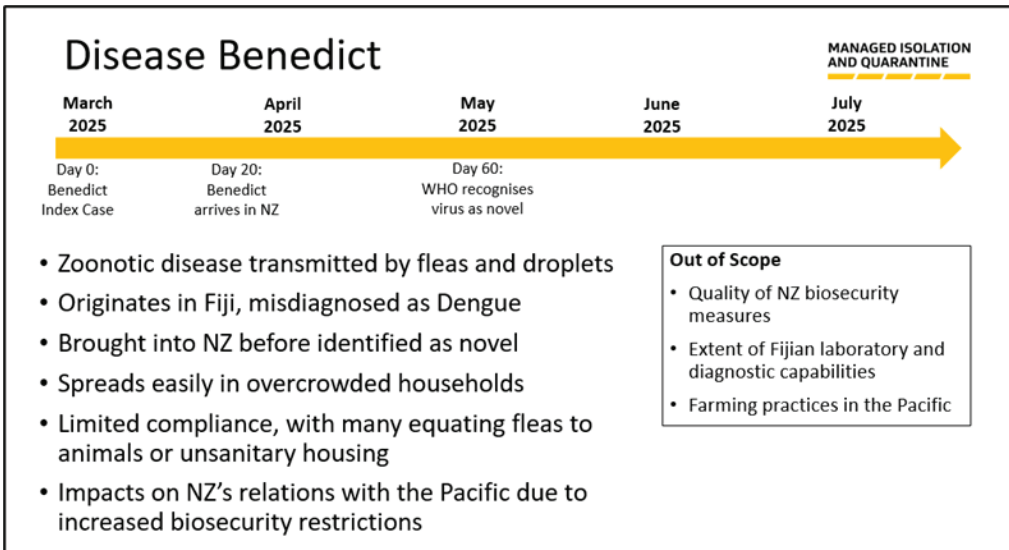 Disease Benedict
MANAGED ISOLATION
AND QUARANTINE
March
2025
April
2025
May
2025
June
2025
July
2025
Day 0:
Benedict
Index Case
Day 20:
Benedict
arrives in NZ
Day 60:
WHO recognises
virus as novel
• Zoonotic disease transmitted by fleas and droplets
• Originates in Fiji, misdiagnosed as Dengue
• Brought into NZ before identified as novel
• Spreads easily in overcrowded households
• Limited compliance, with many equating fleas to
animals or unsanitary housing
• Impacts on NZ's relations with the Pacific due to
increased biosecurity restrictions
Out of Scope
• Quality of NZ biosecurity
measures
• Extent of Fijian laboratory and
diagnostic capabilities
• Farming practices in the Pacific